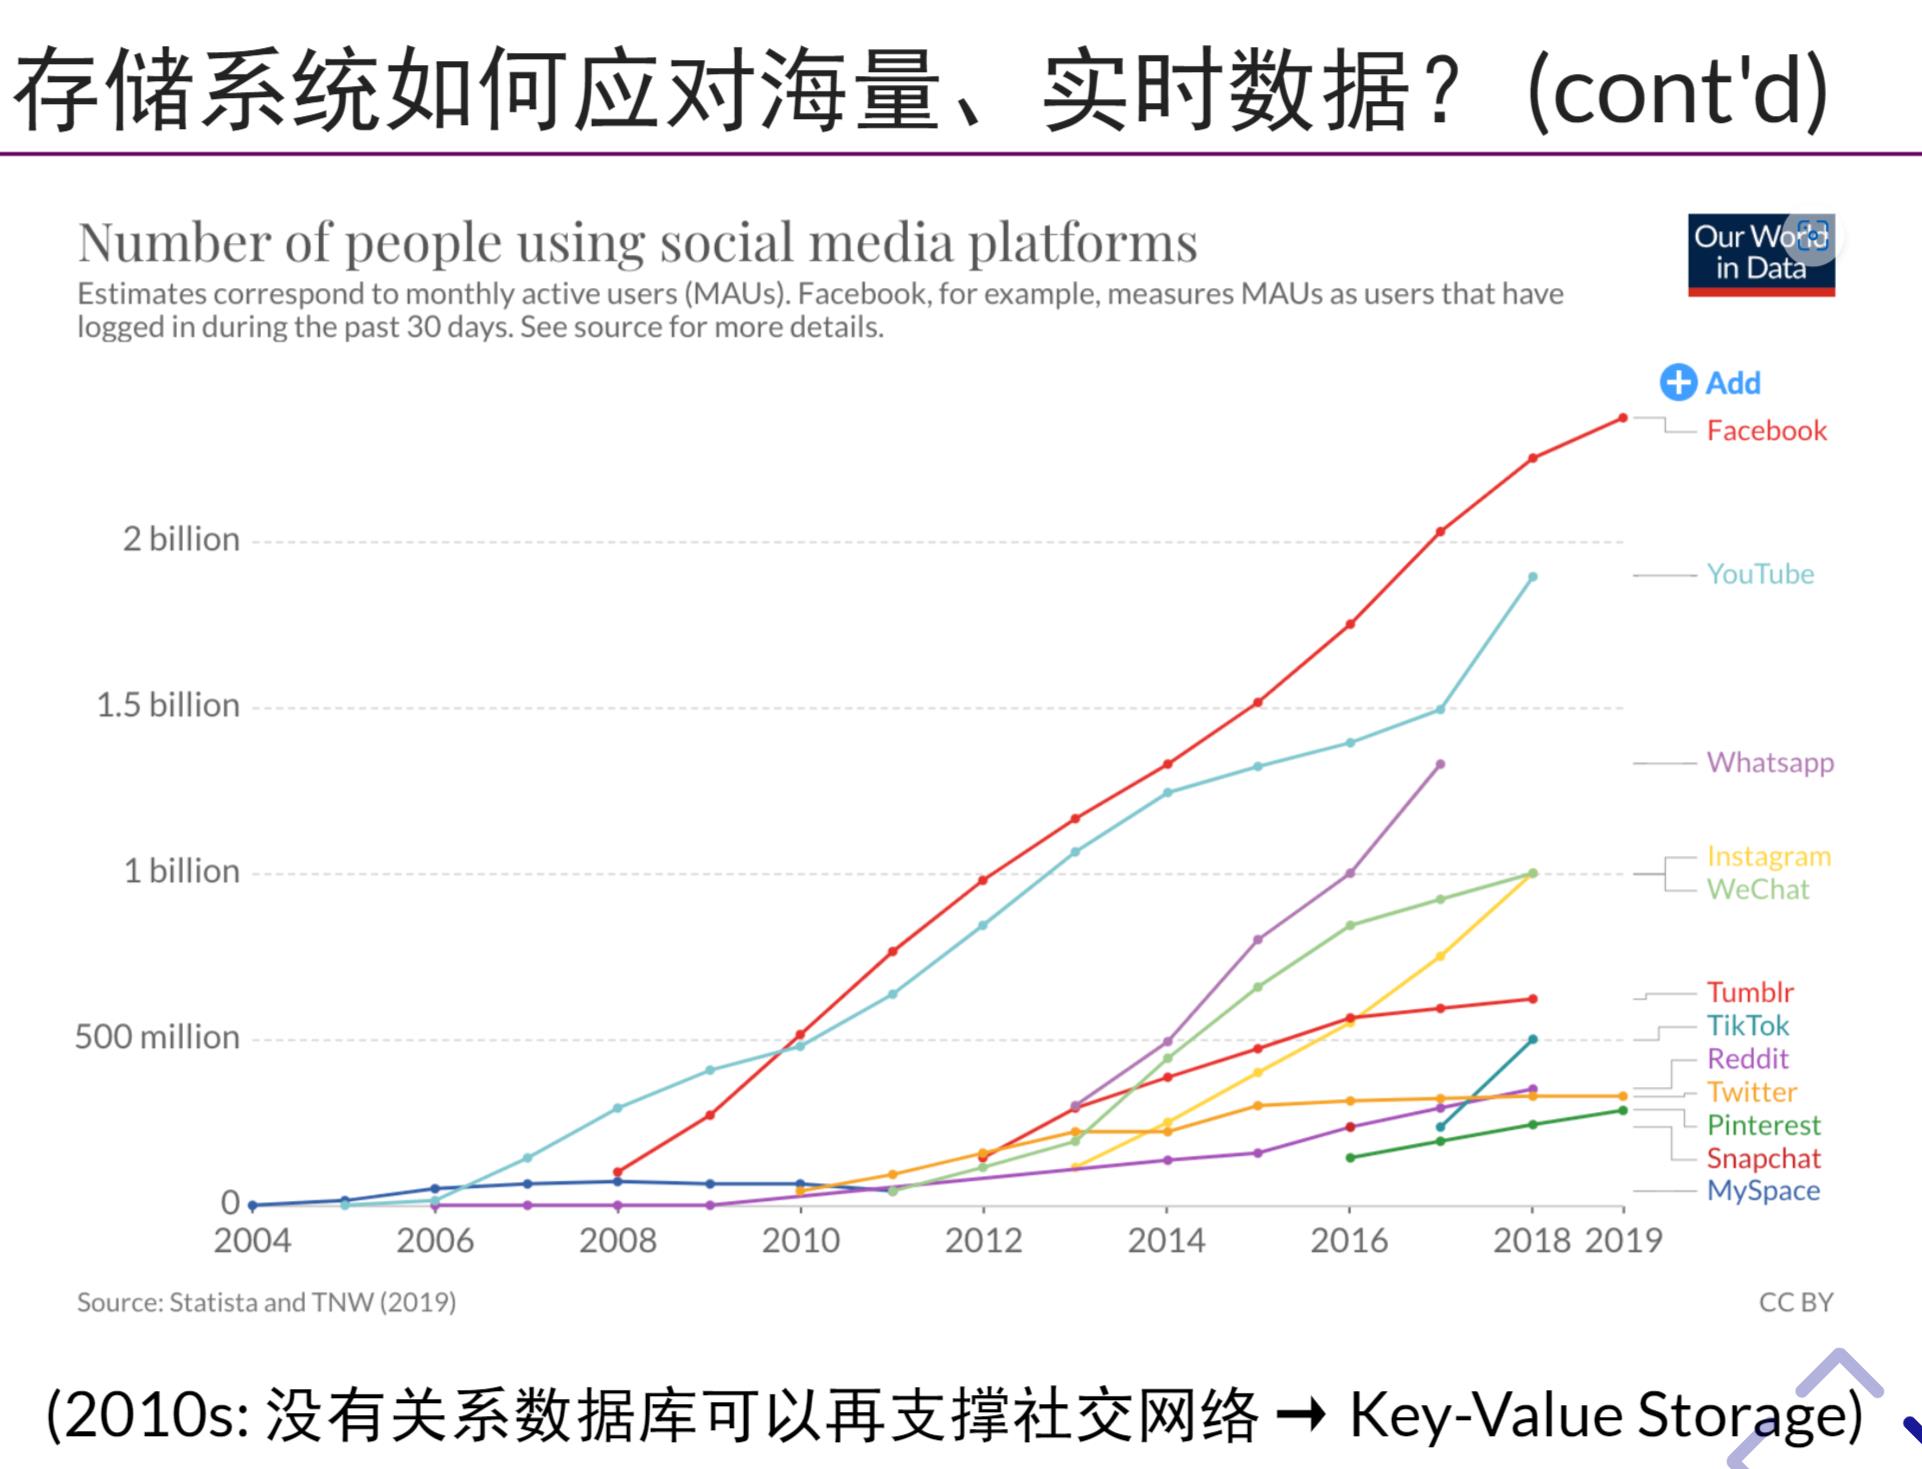 存储系统如何应对海量、实时数据？(cont'd)
Number of people using social media platforms
Estimates correspond to monthly active users (MAUs). Facebook, for example, measures MAUs as users that have
logged in during the past 30 days. See source for more details.
Our World
in Data
Add
Facebook
2 billion
YouTube
1.5 billion
Whatsapp
1 billion
Instagram
WeChat
Tumblr
500 million
TikTok
Reddit
Twitter
Pinterest
Snapchat
MySpace
0
2004 2006 2008 2010 2012 2014 2016 2018 2019
Source: Statista and TNW (2019)
CC BY
(2010s: 没有关系数据库可以再支撑社交网络 → Key-Value Storage)